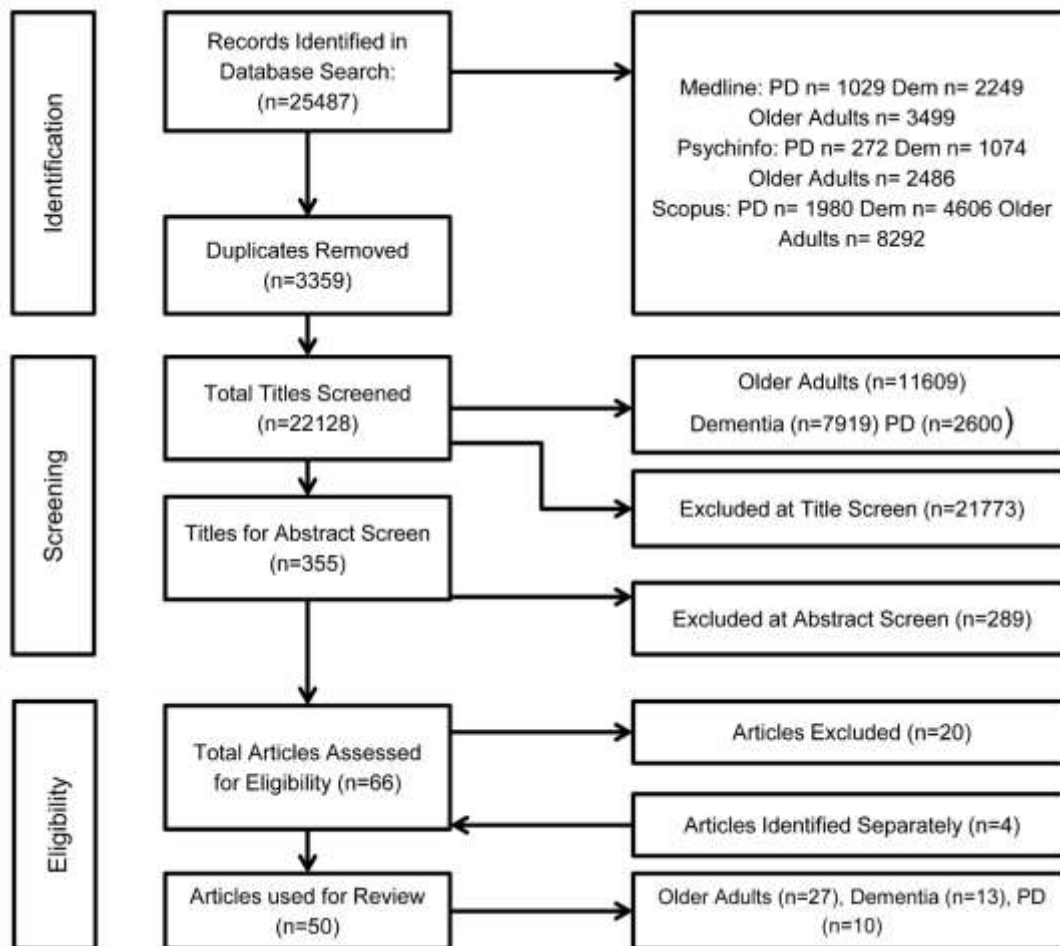 Identification
Records Identified in
Database Search:
(n=25487)
Medline: PD n= 1029 Dem n= 2249
Older Adults n= 3499
Psychinfo: PD n= 272 Dem n= 1074
Older Adults n= 2486
Scopus: PD n= 1980 Dem n= 4606 Older
Adults n= 8292
Duplicates Removed
(n=3359)
Screening
Total Titles Screened
(n=22128)
Older Adults (n=11609)
Dementia (n=7919) PD (n=2600)
Excluded at Title Screen (n=21773)
Titles for Abstract Screen
(n=355)
Excluded at Abstract Screen (n=289)
Eligibility
Total Articles Assessed
for Eligibility (n=66)
Articles Excluded (n=20)
Articles Identified Separately (n=4)
Articles used for Review
(n=50)
Older Adults (n=27), Dementia (n=13), PD
(n=10)